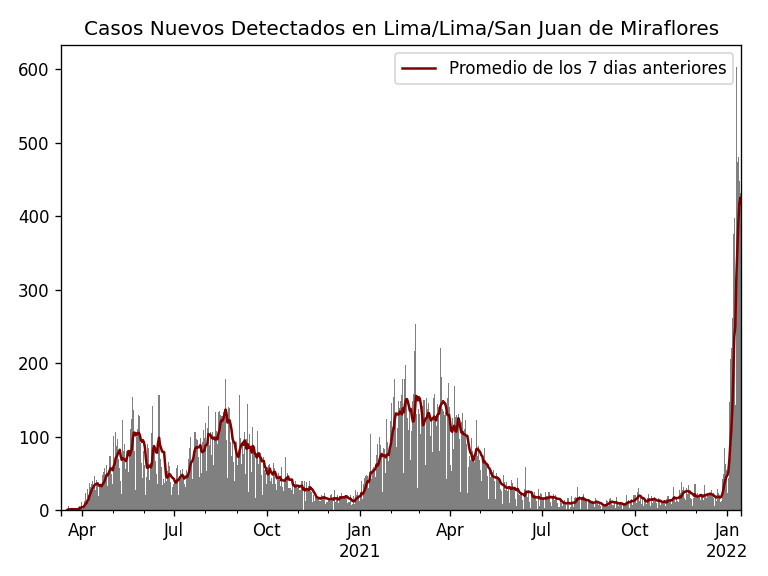 Casos Nuevos Detectados en Lima/Lima/San Juan de Miraflores
Promedio de los 7 dias anteriores
600
500
400
300
200
100
0
Apr Jul Oct Jan Apr Jul Oct Jan
2021 2022